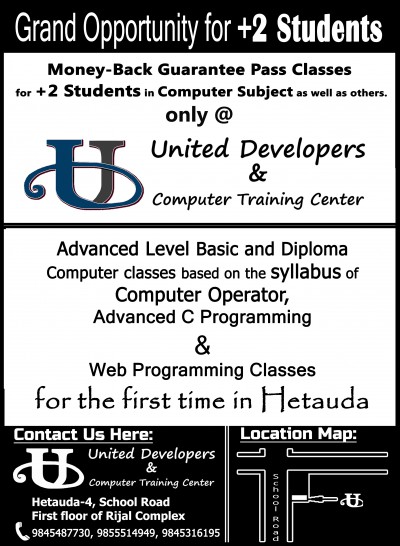 Grand Opportunity for +2 Students
Money-Back Guarantee Pass Classes
for +2 Students in Computer Subject as well as others.
only @
United Developers
&
Computer Training Center
Advanced Level Basic and Diploma
Computer classes based on the syllabus of
Computer Operator,
Advanced C Programming
&
Web Programming Classes
for the first time in Hetauda
Contact Us Here:
United Developers
&
Computer Training Center
Hetauda-4, School Road
First floor of Rijal Complex
9845487730, 9855514949, 9845316195
Location Map:
School Road